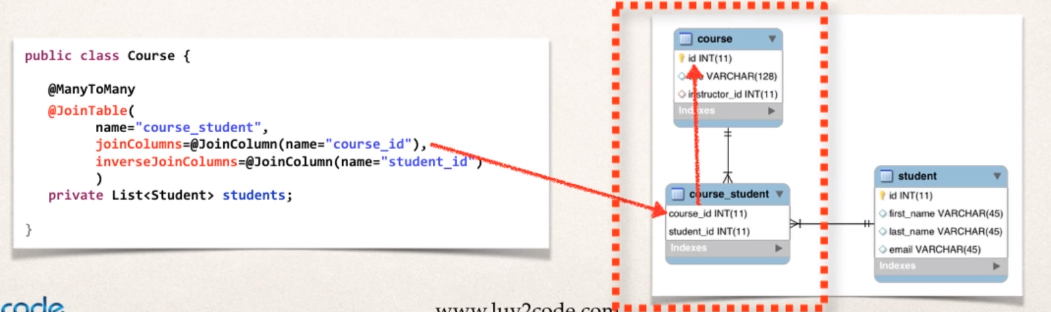 public class Course {
@ManyToMany
@JoinTable(
name="course_student",
joinColumns=@JoinColumn(name="course_id"),
inverseJoinColumns=@JoinColumn(name="student_id")
)
private List<Student> students;
}
course
id INT(11)
VARCHAR(128)
instructor_id INT(11)
Indexes
course_student
course_id INT(11)
student_id INT(11)
Indexes
student
id INT(11)
first_name VARCHAR(45)
last_name VARCHAR(45)
email VARCHAR(45)
Indexes
code
www.luv2code.com